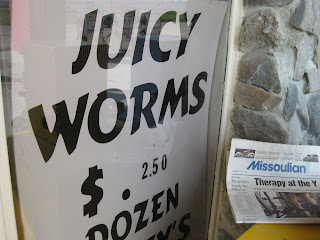 JUICY
WORMS
$. 2.50
DOZEN
Missoulian
Therapy at the Y